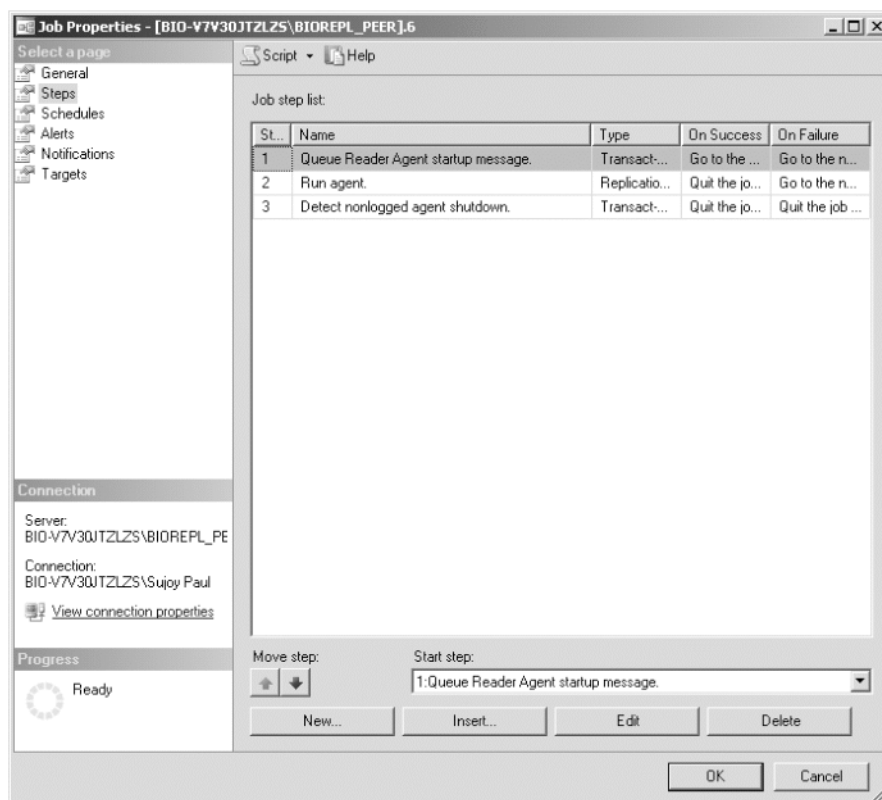 Job Properties - [BIO-V7V30JTZLZS\BIOREPL_PEER].6
Select a page
General
Steps
Schedules
Alerts
Notifications
Targets
Script
Help
Job step list:
St... Name Type On Success On Failure
1 Queue Reader Agent startup message. Transact-... Go to the ... Go to the n...
2 Run agent. Replicatio... Quit the jo... Go to the n...
3 Detect nonlogged agent shutdown. Transact-... Quit the jo... Quit the job ...
Connection
Server:
BIO-V7V30JTZLZS\BIOREPL_PE
Connection:
BIO-V7V30JTZLZS\Sujoy Paul
View connection properties
Progress
Ready
Move step:
Start step:
1:Queue Reader Agent startup message.
New... Insert... Edit Delete
OK Cancel